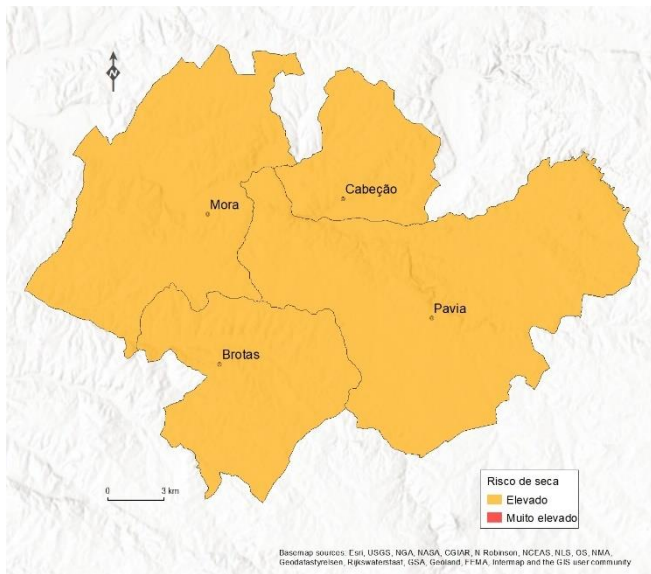 N
Cabeção
Mora
Pavia
Brotas
0 3 km
Risco de seca
Elevado
Muito elevado
Basemap sources: Esri, USGS, NGA, NASA, CGIAR, N Robinson, NCEAS, NLS, OS, NMA,
Geodatastyrelsen, Rijkswaterstaat, GSA, Geoland, FEMA, Intermap and the GIS user community